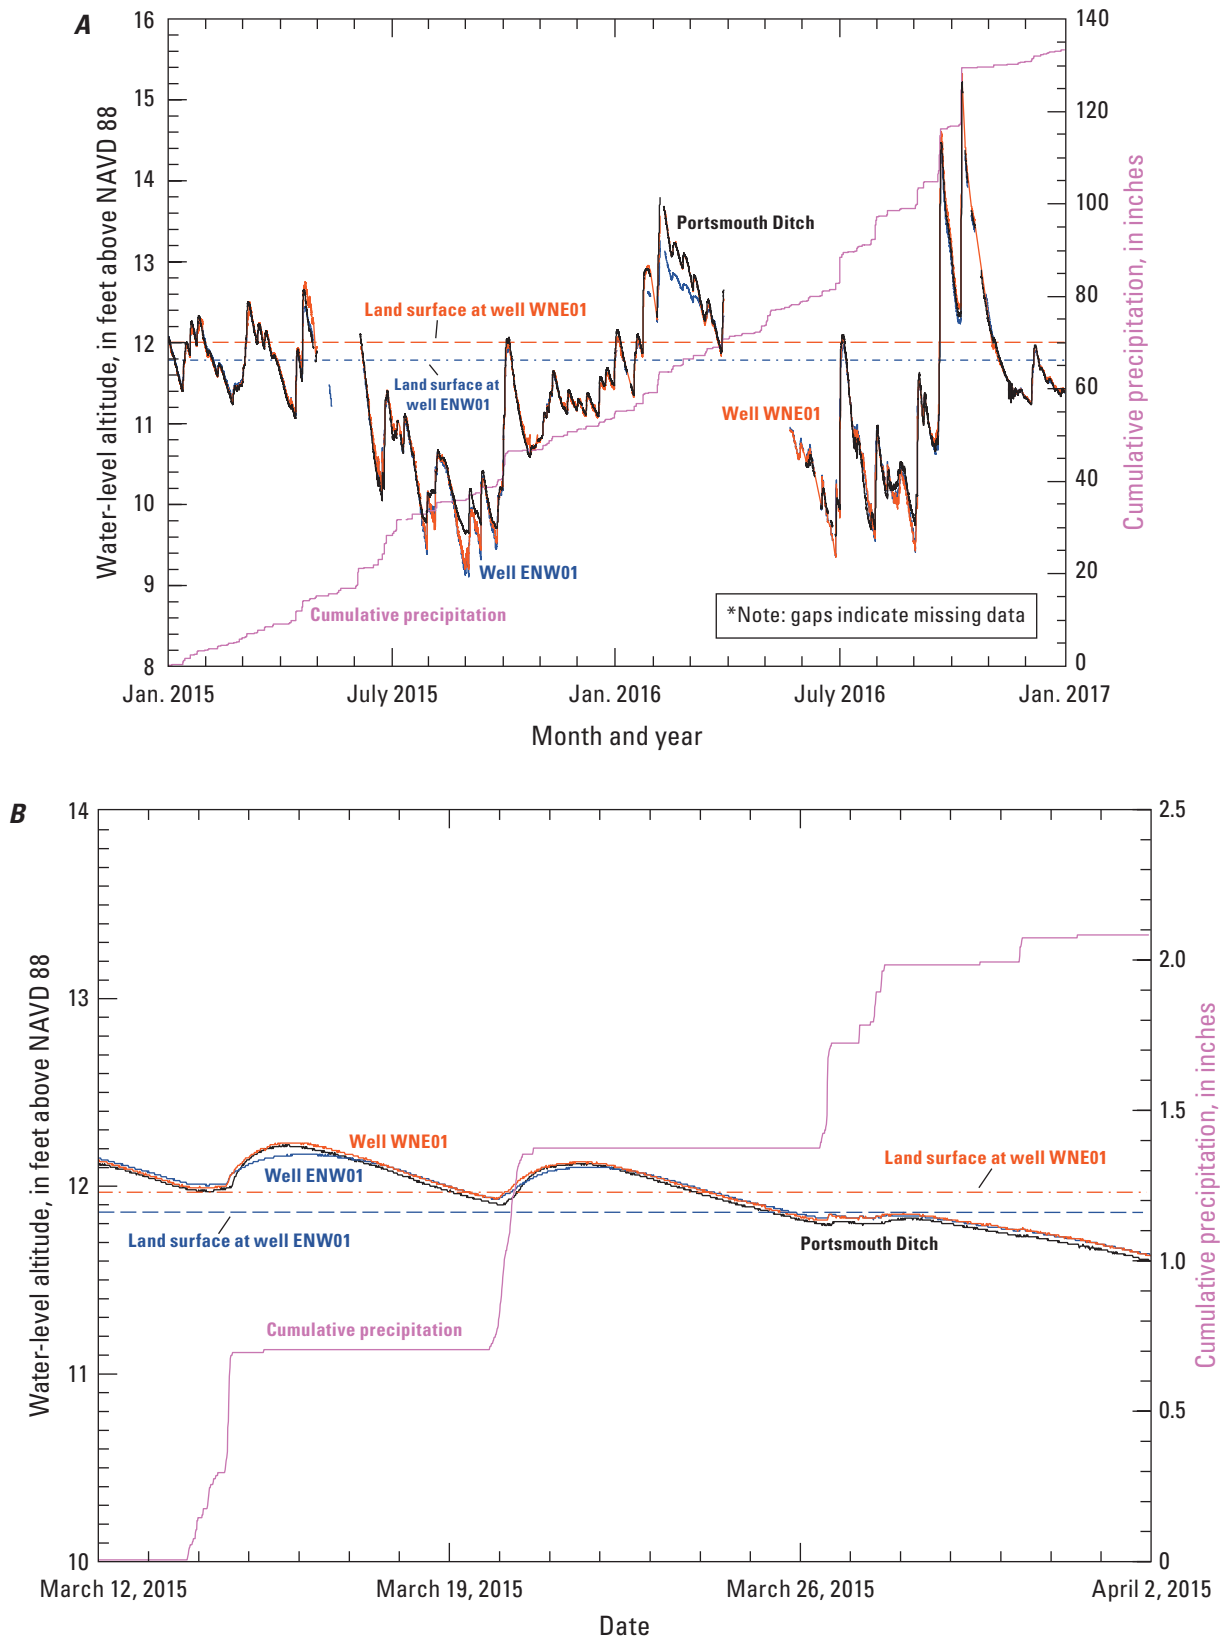 A
16
15
14
13
12
11
10
9
8
Water-level altitude, in feet above NAVD 88
140
120
100
80
60
40
20
0
Cumulative precipitation, in inches
Portsmouth Ditch
Land surface at well WNE01
Land surface at
well ENW01
Well WNE01
Well ENW01
Cumulative precipitation
*Note: gaps indicate missing data
Jan. 2015
July 2015
Jan. 2016
July 2016
Jan. 2017
Month and year
B
14
13
12
11
10
Water-level altitude, in feet above NAVD 88
2.5
2.0
1.5
1.0
0.5
0
Cumulative precipitation, in inches
Well WNE01
Well ENW01
Land surface at well WNE01
Land surface at well ENW01
Portsmouth Ditch
Cumulative precipitation
March 12, 2015
March 19, 2015
March 26, 2015
April 2, 2015
Date